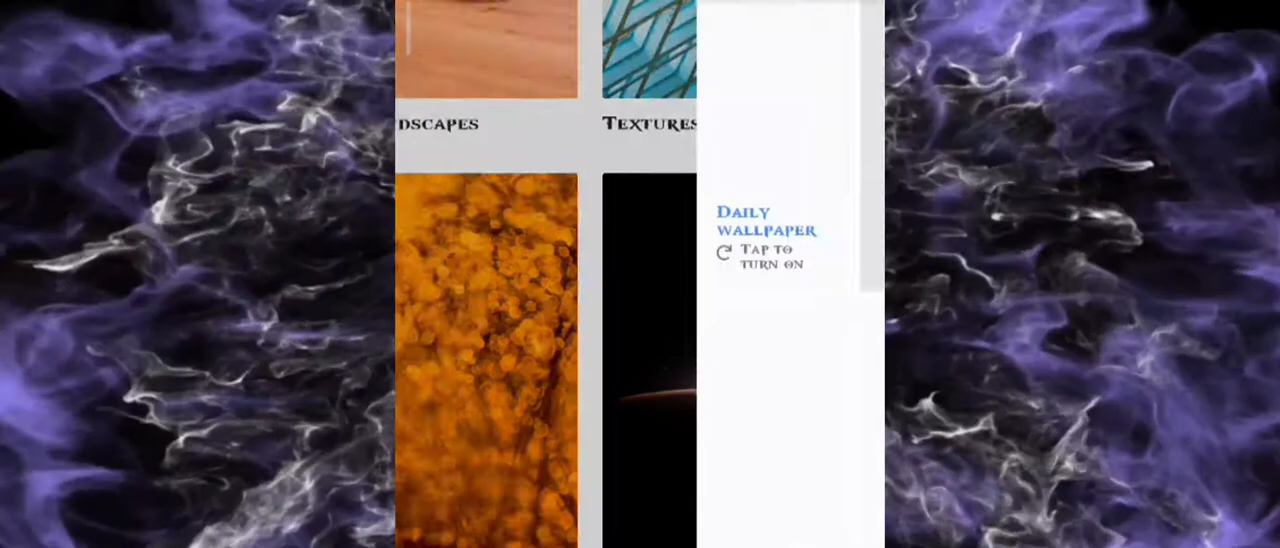 DSCAPES
TEXTURES
DAILY
WALLPAPER
TAP TO
TURN ON